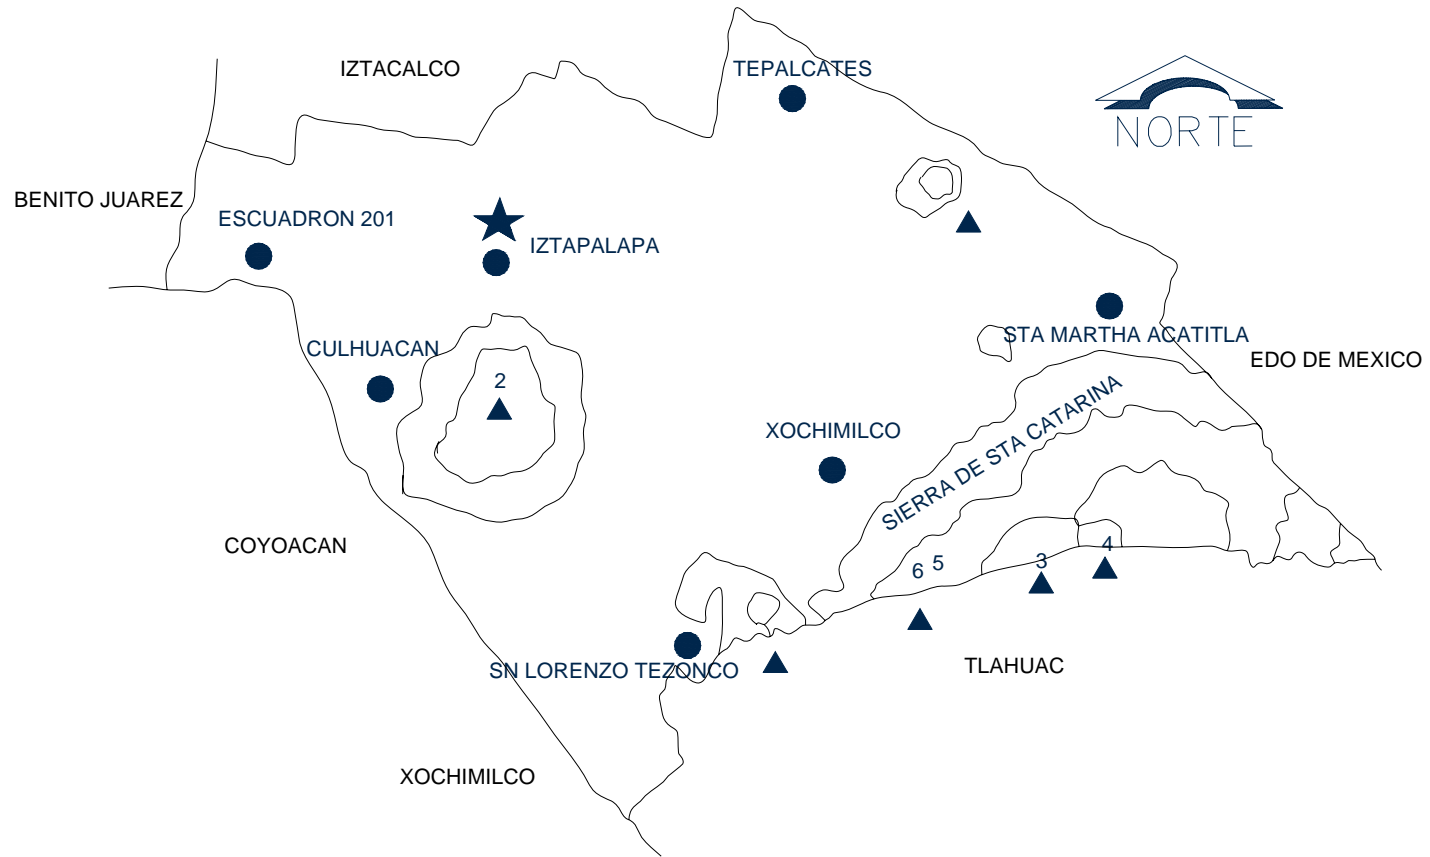 IZTACALCO
TEPALCATES
NORTE
BENITO JUAREZ
ESCUADRON 201
IZTAPALAPA
STA MARTHA ACATITLA
CULHUACAN
EDO DE MEXICO
2
XOCHIMILCO
SIERRA DE STA CATARINA
COYOACAN
4
3
5
6
SN LORENZO TEZONCO
TLAHUAC
XOCHIMILCO